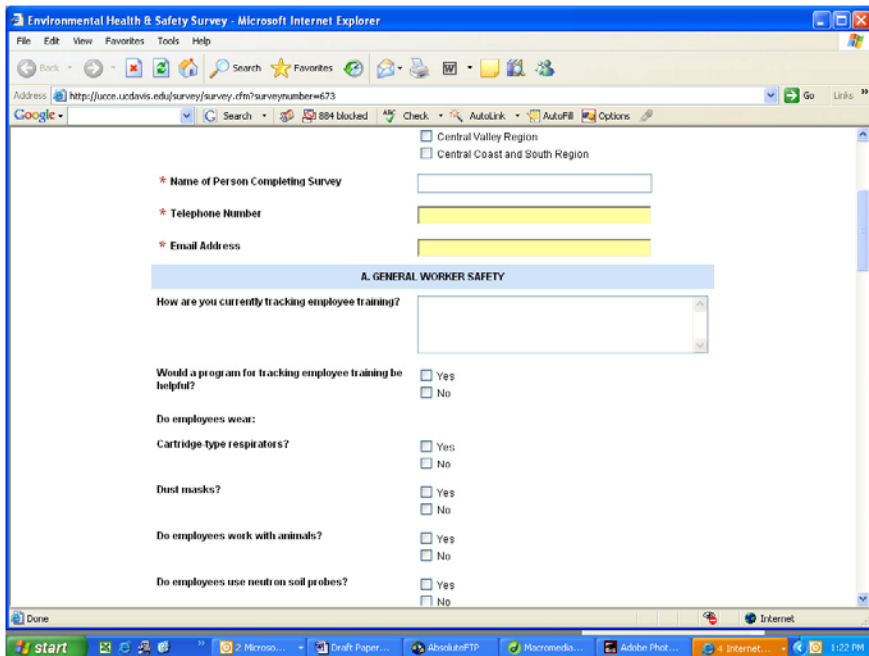 Environmental Health & Safety Survey - Microsoft Internet Explorer
File Edit View Favorites Tools Help
Back Search Favorites
Address http://ucce.ucdavis.edu/survey/survey.cfm?surveynumber=673 Go Links »
Google Search 884 blocked ABC Check AutoLink AutoFill Options
Central Valley Region
Central Coast and South Region
* Name of Person Completing Survey
* Telephone Number
* Email Address
A. GENERAL WORKER SAFETY
How are you currently tracking employee training?
Would a program for tracking employee training be helpful?
Yes
No
Do employees wear:
Cartridge-type respirators?
Yes
No
Dust masks?
Yes
No
Do employees work with animals?
Yes
No
Do employees use neutron soil probes?
Yes
No
Done Internet
start » 2 Microso... Draft Paper... AbsoluteFTP Macromedia... Adobe Phot... 4 Internet... 1:22 PM